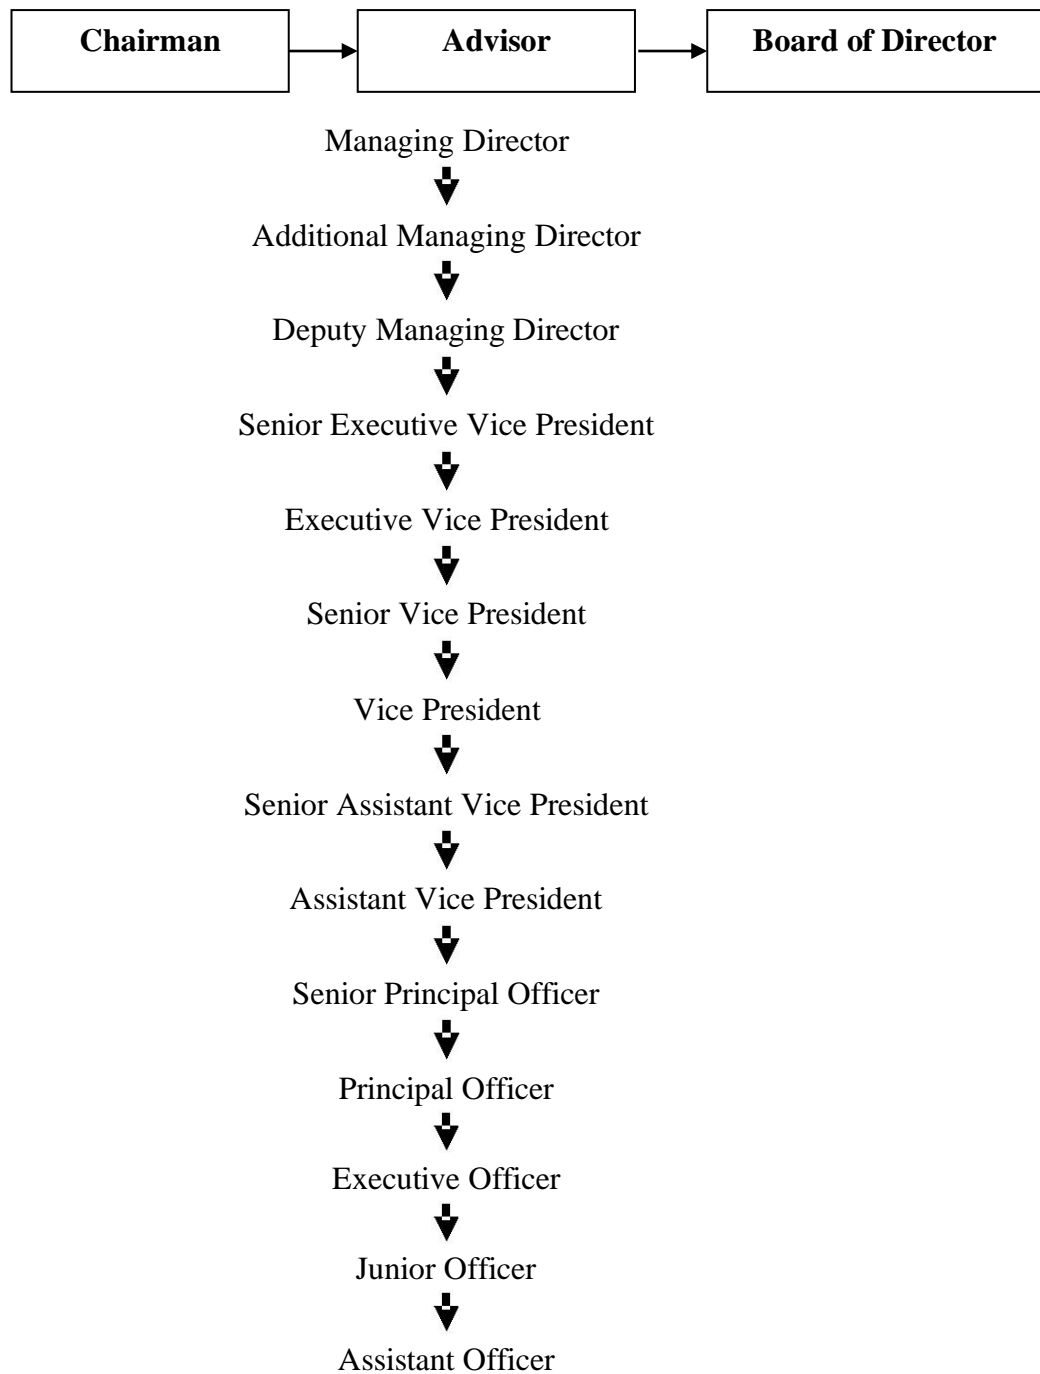 Chairman Advisor Board of Director
Managing Director
Additional Managing Director
Deputy Managing Director
Senior Executive Vice President
Executive Vice President
Senior Vice President
Vice President
Senior Assistant Vice President
Assistant Vice President
Senior Principal Officer
Principal Officer
Executive Officer
Junior Officer
Assistant Officer